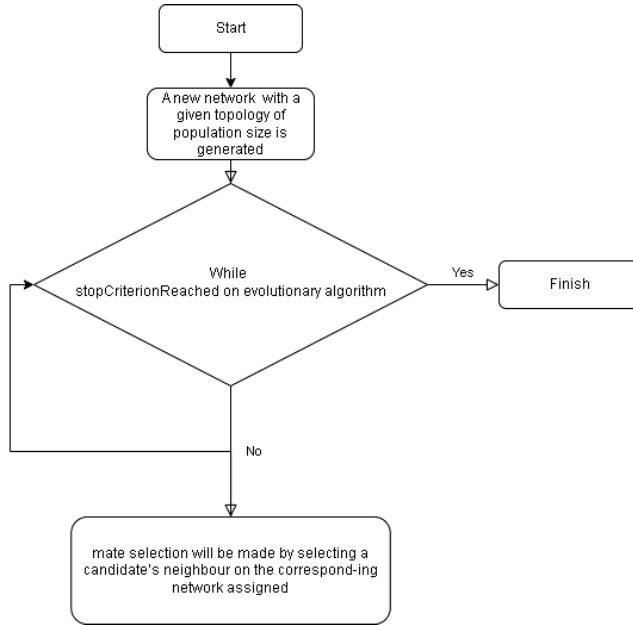 Start
A new network with a
given topology of
population size is
generated
While
stopCriterionReached on evolutionary algorithm
Yes
Finish
No
mate selection will be made by selecting a
candidate's neighbour on the correspond-ing
network assigned